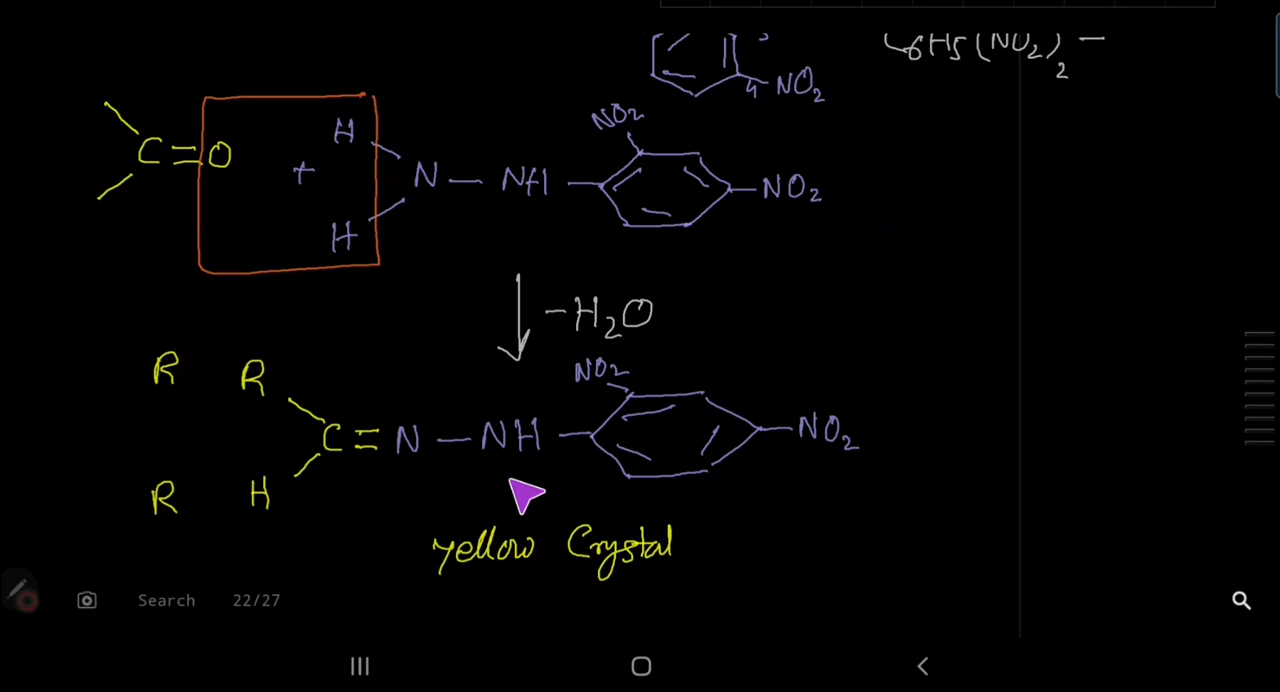 C6H5(NO2)2 –
4 NO2
NO2
H
C=O + N – NH NO2
H
-H2O
NO2
R R
C=N – NH NO2
R H
yellow Crystal
Search 22/27